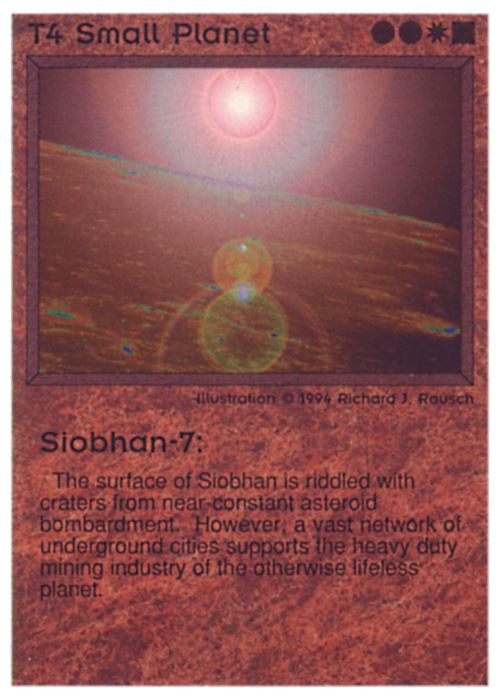 T4 Small Planet
Illustration © 1994 Richard J. Rausch
Siobhan-7:
The surface of Siobhan is riddled with
craters from near-constant asteroid
bombardment. However, a vast network of
underground cities supports the heavy duty
mining industry of the otherwise lifeless
planet.